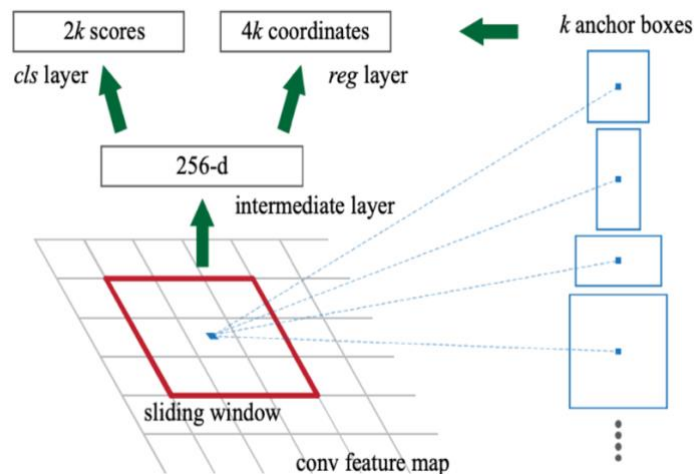 2k scores
4k coordinates
k anchor boxes
cls layer
reg layer
256-d
intermediate layer
sliding window
conv feature map